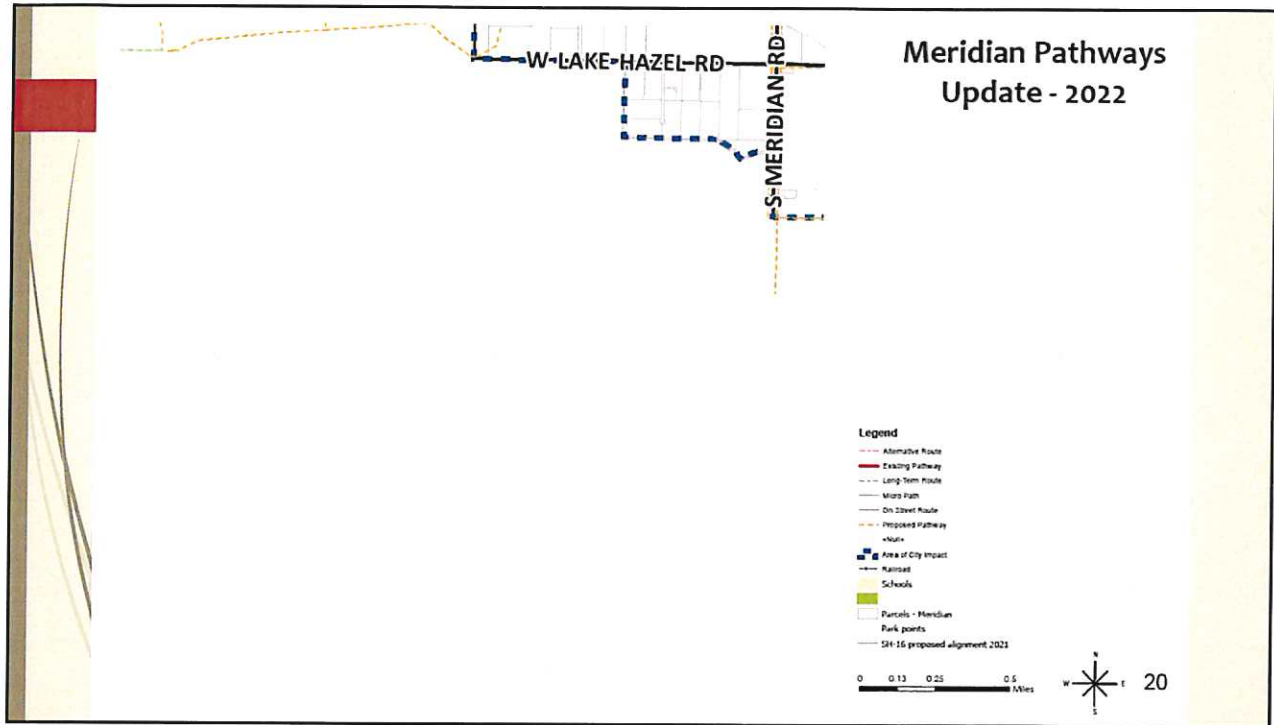 Meridian Pathways
Update - 2022
W LAKE HAZEL RD
S MERIDIAN RD
Legend
Alternative Route
Existing Pathway
Long-Term Route
Micro Path
On Street Route
Proposed Pathway
<Null>
Area of City Impact
Railroad
Schools
Parcels - Meridian
Park points
SH-16 proposed alignment 2021
0 0.13 0.25 0.5
Miles
N
W E
S
20